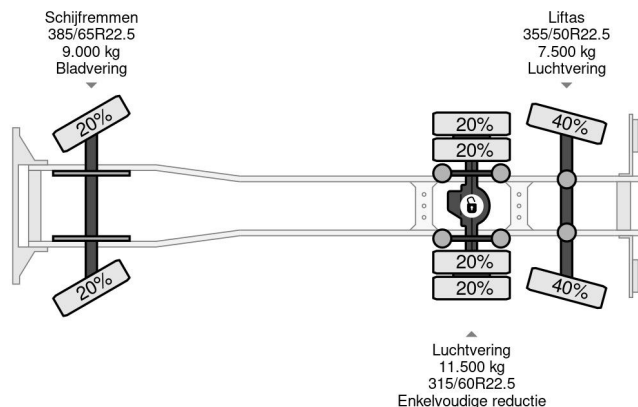 Schijfremmen
385/65R22.5
9.000 kg
Bladvering
Liftas
355/50R22.5
7.500 kg
Luchtvering
20%
20%
20%
40%
20%
20%
20%
40%
Luchtvering
11.500 kg
315/60R22.5
Enkelvoudige reductie